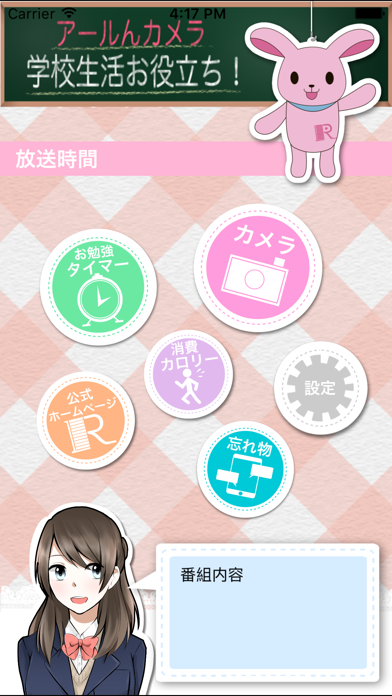 Carrier 4:17 PM
アールんカメラ
学校生活お役立ち！
R
放送時間
お勉強
タイマー
カメラ
消費
カロリー
設定
公式
ホームページ
R
忘れ物
番組内容